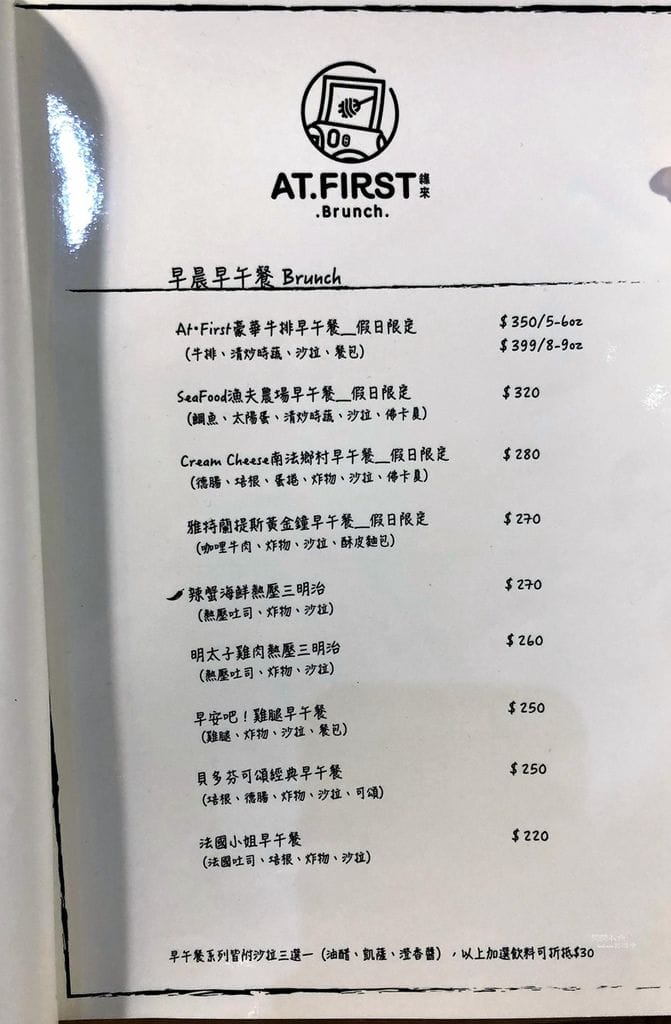 AT.FIRST 緣來
.Brunch.
早晨早午餐 Brunch
At•First豪華牛排早午餐__假日限定 $350/5-6oz
$399/8-9oz
(牛排、清炒時蔬、沙拉、餐包)
SeaFood漁夫農場早午餐__假日限定 $320
(鯛魚、太陽蛋、清炒時蔬、沙拉、佛卡夏)
Cream Cheese南法鄉村早午餐__假日限定 $280
(德腸、培根、蛋捲、炸物、沙拉、佛卡夏)
雅特蘭提斯黃金鐘早午餐__假日限定 $270
(咖哩牛肉、炸物、沙拉、酥皮麵包)
辣蟹海鮮熱壓三明治 $270
(熱壓吐司、炸物、沙拉)
明太子雞肉熱壓三明治 $260
(熱壓吐司、炸物、沙拉)
早安吧！雞腿早午餐 $250
(雞腿、炸物、沙拉、餐包)
貝多芬可頌經典早午餐 $250
(培根、德腸、炸物、沙拉、可頌)
法國小姐早午餐 $220
(法國吐司、培根、炸物、沙拉)
早午餐系列皆附沙拉三選一（油醋、凱薩、澄香醬），以上加選飲料可折抵$30